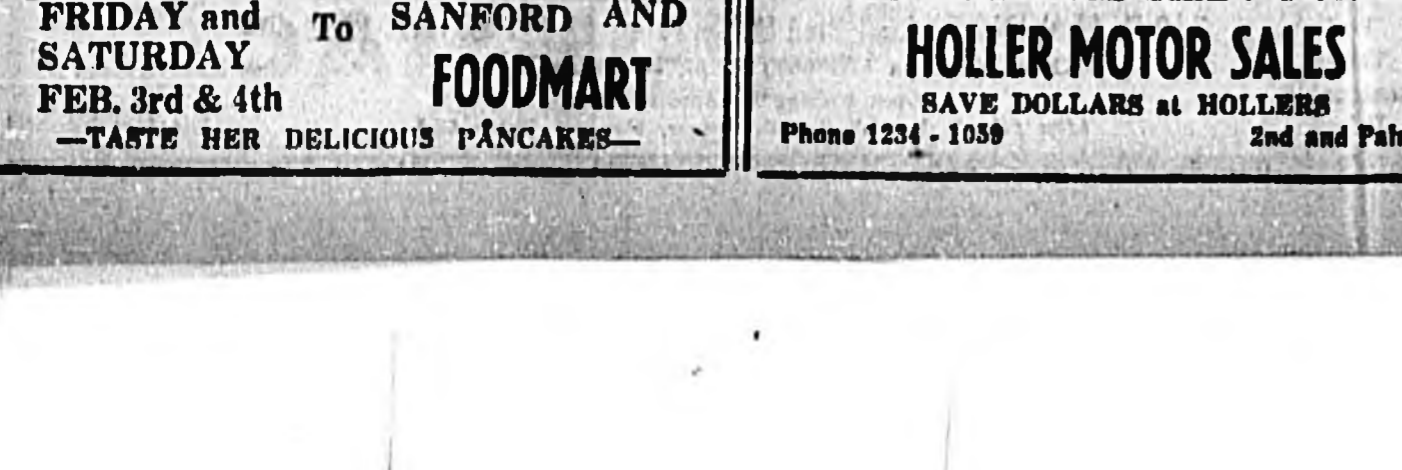 FRIDAY and
SATURDAY
FEB. 3rd & 4th
To SANFORD AND
FOODMART
—TASTE HER DELICIOUS PANCAKES—
HOLLER MOTOR SALES
SAVE DOLLARS at HOLLERS
Phone 1234 - 1059 2nd and